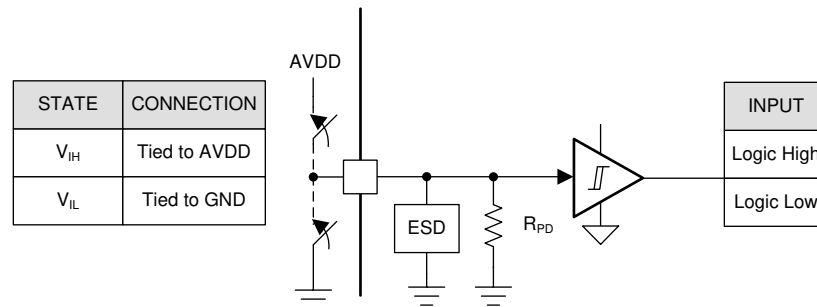 AVDD
STATE CONNECTION
V_IH Tied to AVDD
V_IL Tied to GND
ESD
R_PD
INPUT
Logic High
Logic Low